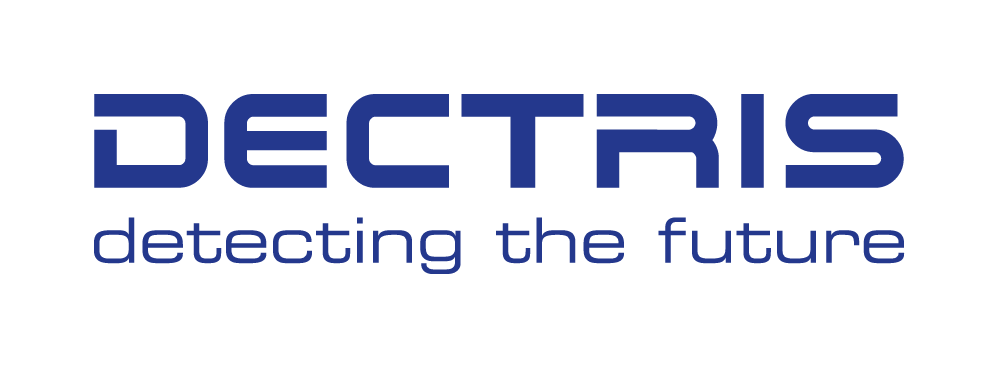 DECTRIS
detecting the future